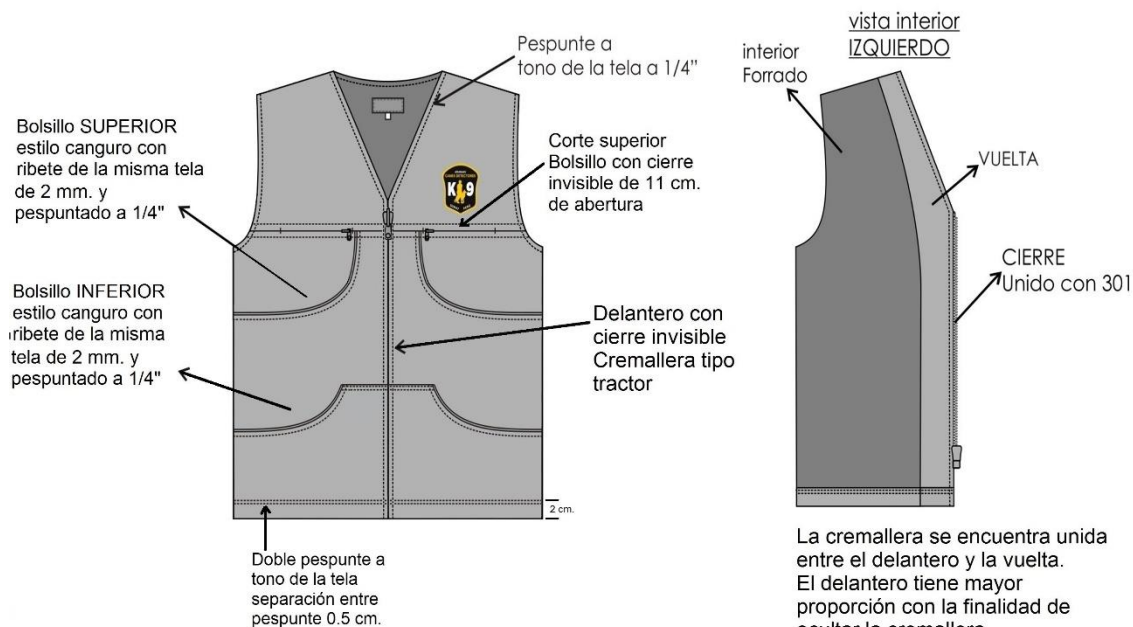 Pespunte a
tono de la tela a 1/4"
Bolsillo SUPERIOR
estilo canguro con
ribete de la misma tela
de 2 mm. y
pespuntado a 1/4"
Corte superior
Bolsillo con cierre
invisible de 11 cm.
de abertura
K9
Bolsillo INFERIOR
estilo canguro con
ribete de la misma
tela de 2 mm. y
pespuntado a 1/4"
Delantero con
cierre invisible
Cremallera tipo
tractor
2 cm.
Doble pespunte a
tono de la tela
separación entre
pespunte 0.5 cm.
vista interior
IZQUIERDO
interior
Forrado
VUELTA
CIERRE
Unido con 301
La cremallera se encuentra unida
entre el delantero y la vuelta.
El delantero tiene mayor
proporción con la finalidad de
ocultar la cremallera